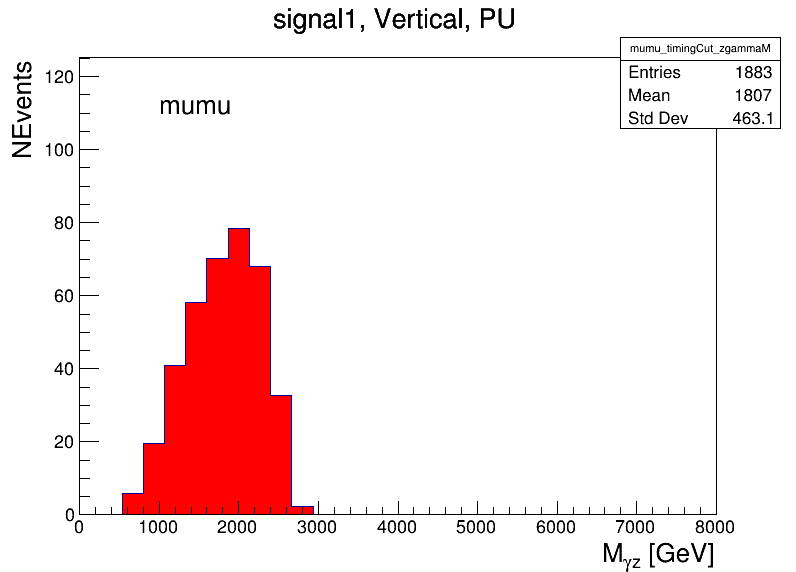 signal1, Vertical, PU
mumu_timingCut_zgammaM
Entries 1883
Mean 1807
Std Dev 463.1
NEvents
mumu
120
100
80
60
40
20
0
0 1000 2000 3000 4000 5000 6000 7000 8000
Mγz [GeV]